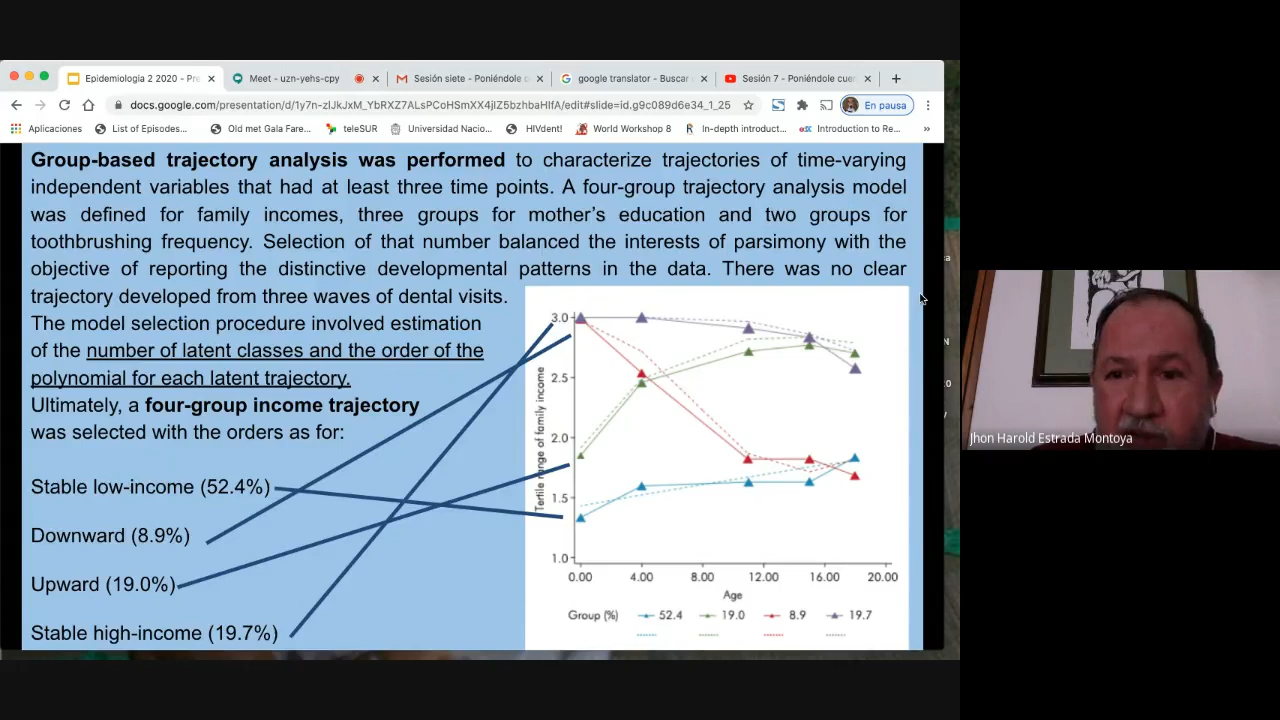 Epidemiologia 2 2020 - Pre
Meet - uzn-yehs-cpy
Sesión siete - Poniéndole c
google translator - Buscar
Sesión 7 - Poniéndole cue
docs.google.com/presentation/d/1y7n-zIJkJxM_YbRXZ7ALsPCoHSmXX4jIZ5bzhbaHlfA/edit#slide=id.g9c089d6e34_1_25
En pausa
Aplicaciones
List of Episodes...
Old met Gala Fare...
teleSUR
Universidad Nacio...
HIVdent!
World Workshop 8
In-depth introduct...
Introduction to Re...
»
Group-based trajectory analysis was performed to characterize trajectories of time-varying
independent variables that had at least three time points. A four-group trajectory analysis model
was defined for family incomes, three groups for mother's education and two groups for
toothbrushing frequency. Selection of that number balanced the interests of parsimony with the
objective of reporting the distinctive developmental patterns in the data. There was no clear
trajectory developed from three waves of dental visits.
The model selection procedure involved estimation
of the number of latent classes and the order of the
polynomial for each latent trajectory.
Ultimately, a four-group income trajectory
was selected with the orders as for:
Stable low-income (52.4%)
Downward (8.9%)
Upward (19.0%)
Stable high-income (19.7%)
Tertile range of family income
3.0
2.5
2.0
1.5
1.0
0.00 4.00 8.00 12.00 16.00 20.00
Age
Group (%) 52.4 19.0 8.9 19.7
Jhon Harold Estrada Montoya